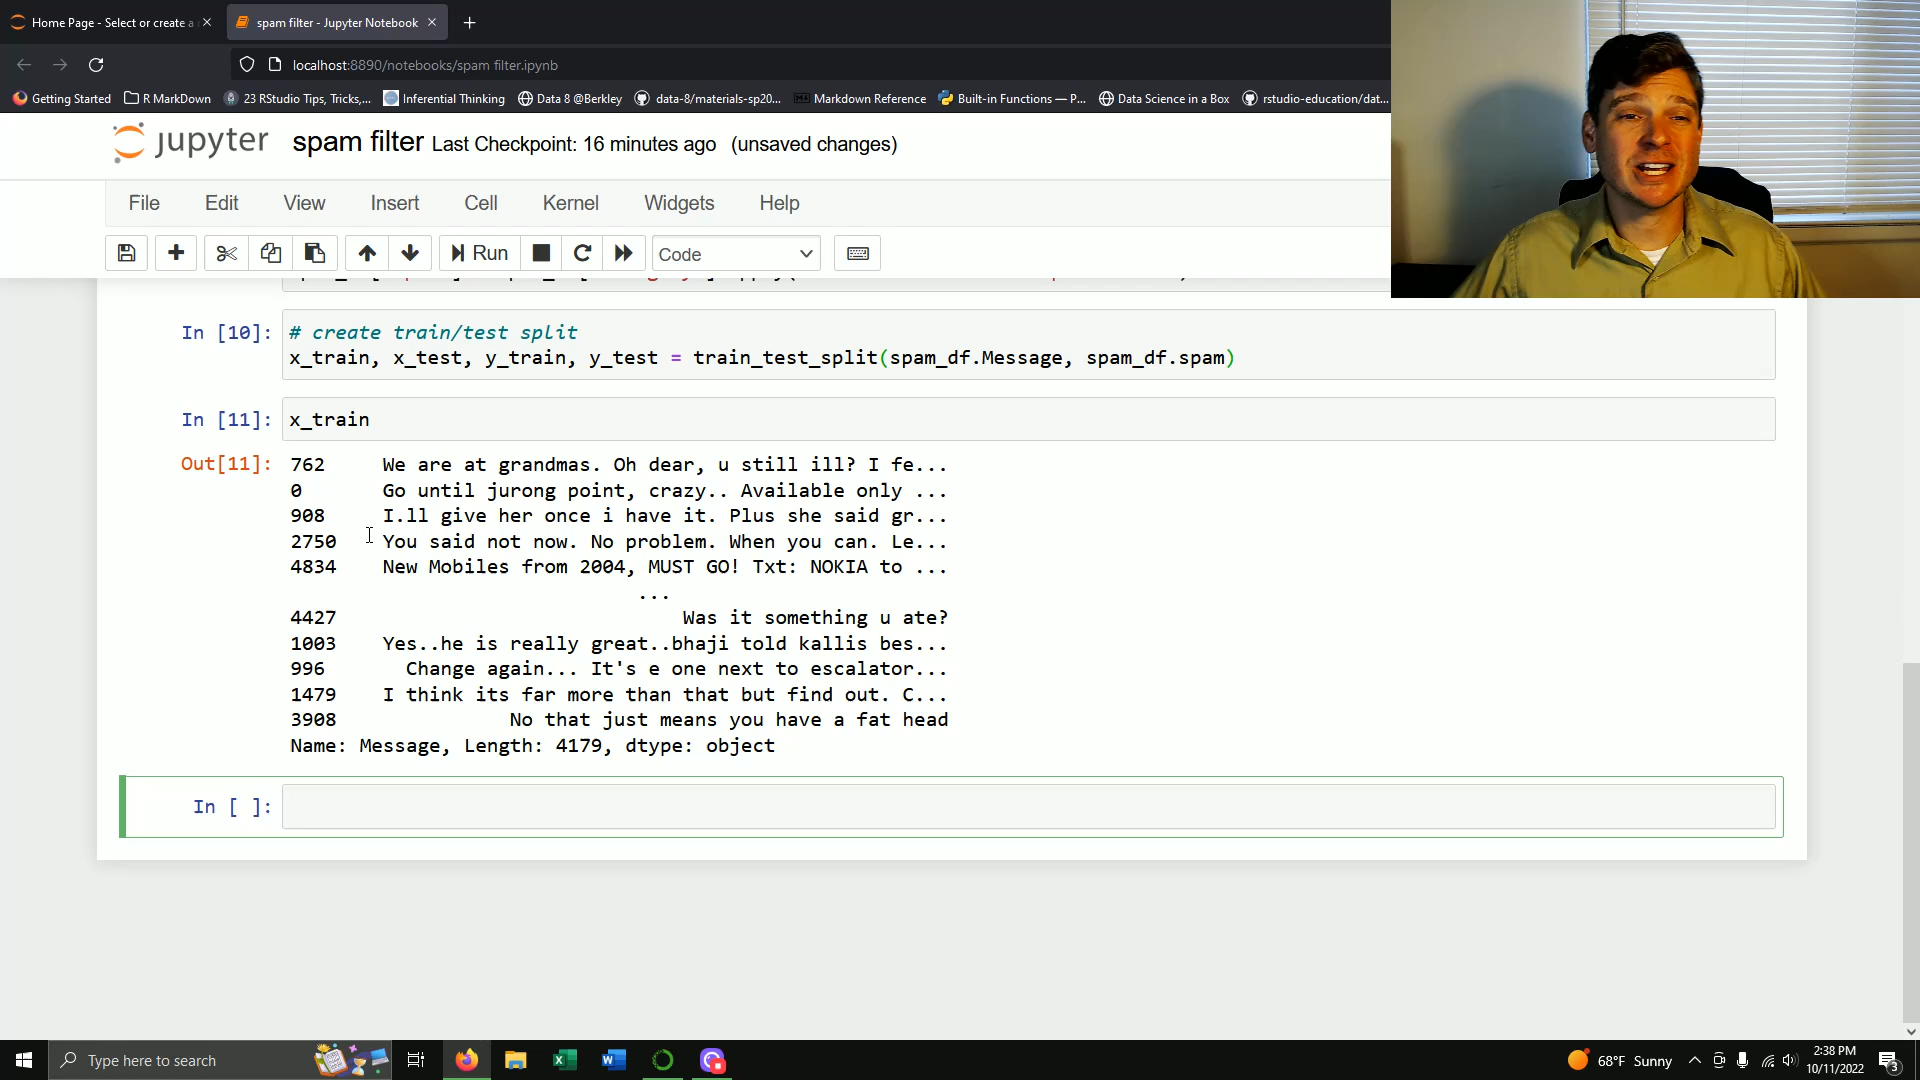 Home Page - Select or create a
spam filter - Jupyter Notebook
localhost:8890/notebooks/spam filter.ipynb
Getting Started
R MarkDown
23 RStudio Tips, Tricks,...
Inferential Thinking
Data 8 @Berkley
data-8/materials-sp20...
Markdown Reference
Built-in Functions — P...
Data Science in a Box
rstudio-education/dat...
jupyter spam filter Last Checkpoint: 16 minutes ago (unsaved changes)
File Edit View Insert Cell Kernel Widgets Help
Run Code
In [10]: # create train/test split
x_train, x_test, y_train, y_test = train_test_split(spam_df.Message, spam_df.spam)
In [11]: x_train
Out[11]: 762 We are at grandmas. Oh dear, u still ill? I fe...
0 Go until jurong point, crazy.. Available only ...
908 I.ll give her once i have it. Plus she said gr...
2750 You said not now. No problem. When you can. Le...
4834 New Mobiles from 2004, MUST GO! Txt: NOKIA to ...
...
4427 Was it something u ate?
1003 Yes..he is really great..bhaji told kallis bes...
996 Change again... It's e one next to escalator...
1479 I think its far more than that but find out. C...
3908 No that just means you have a fat head
Name: Message, Length: 4179, dtype: object
In [ ]:
Type here to search
68°F Sunny
2:38 PM
10/11/2022
3